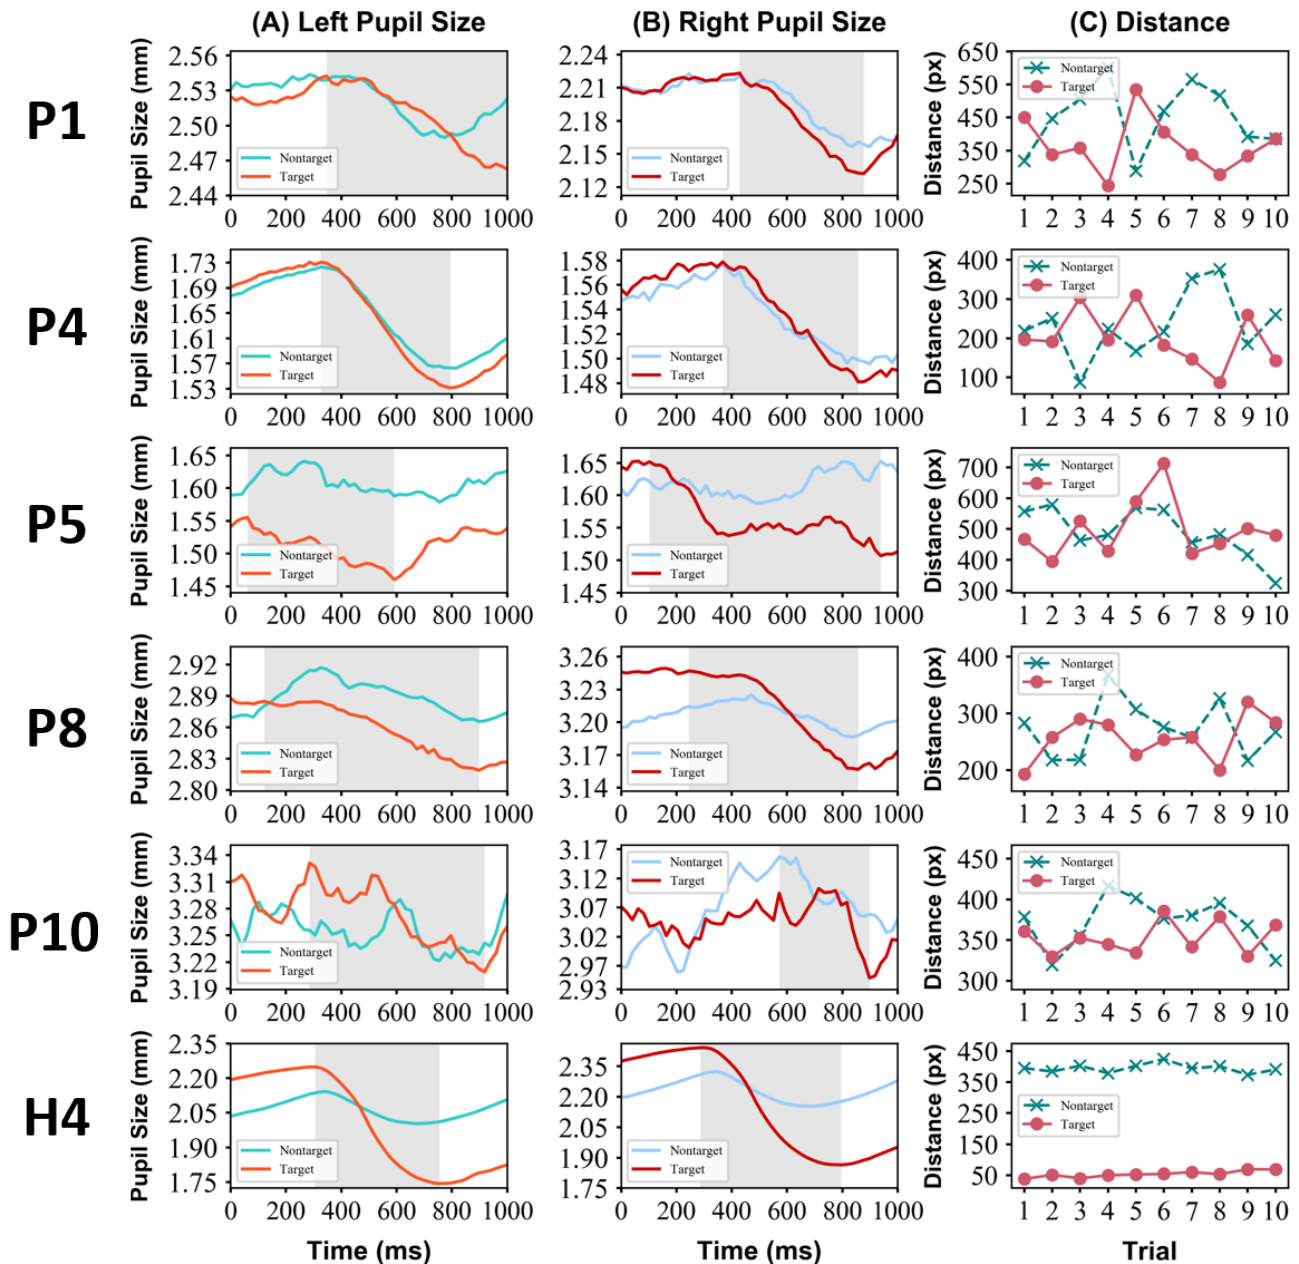 (A) Left Pupil Size (B) Right Pupil Size (C) Distance
P1
Pupil Size (mm)
2.56
2.53
2.50
2.47
2.44
Nontarget
Target
0 200 400 600 800 1000
Pupil Size (mm)
2.24
2.21
2.18
2.15
2.12
Nontarget
Target
0 200 400 600 800 1000
Distance (px)
650
550
450
350
250
Nontarget
Target
1 2 3 4 5 6 7 8 9 10
P4
Pupil Size (mm)
1.73
1.69
1.65
1.61
1.57
1.53
Nontarget
Target
0 200 400 600 800 1000
Pupil Size (mm)
1.58
1.56
1.54
1.52
1.50
1.48
Nontarget
Target
0 200 400 600 800 1000
Distance (px)
400
300
200
100
Nontarget
Target
1 2 3 4 5 6 7 8 9 10
P5
Pupil Size (mm)
1.65
1.60
1.55
1.50
1.45
Nontarget
Target
0 200 400 600 800 1000
Pupil Size (mm)
1.65
1.60
1.55
1.50
1.45
Nontarget
Target
0 200 400 600 800 1000
Distance (px)
700
600
500
400
300
Nontarget
Target
1 2 3 4 5 6 7 8 9 10
P8
Pupil Size (mm)
2.92
2.89
2.86
2.83
2.80
Nontarget
Target
0 200 400 600 800 1000
Pupil Size (mm)
3.26
3.23
3.20
3.17
3.14
Nontarget
Target
0 200 400 600 800 1000
Distance (px)
400
300
200
Nontarget
Target
1 2 3 4 5 6 7 8 9 10
P10
Pupil Size (mm)
3.34
3.31
3.28
3.25
3.22
3.19
Nontarget
Target
0 200 400 600 800 1000
Pupil Size (mm)
3.17
3.12
3.07
3.02
2.97
2.93
Nontarget
Target
0 200 400 600 800 1000
Distance (px)
450
400
350
300
Nontarget
Target
1 2 3 4 5 6 7 8 9 10
H4
Pupil Size (mm)
2.35
2.20
2.05
1.90
1.75
Nontarget
Target
0 200 400 600 800 1000
Time (ms)
Pupil Size (mm)
2.35
2.20
2.05
1.90
1.75
Nontarget
Target
0 200 400 600 800 1000
Time (ms)
Distance (px)
450
350
250
150
50
Nontarget
Target
1 2 3 4 5 6 7 8 9 10
Trial